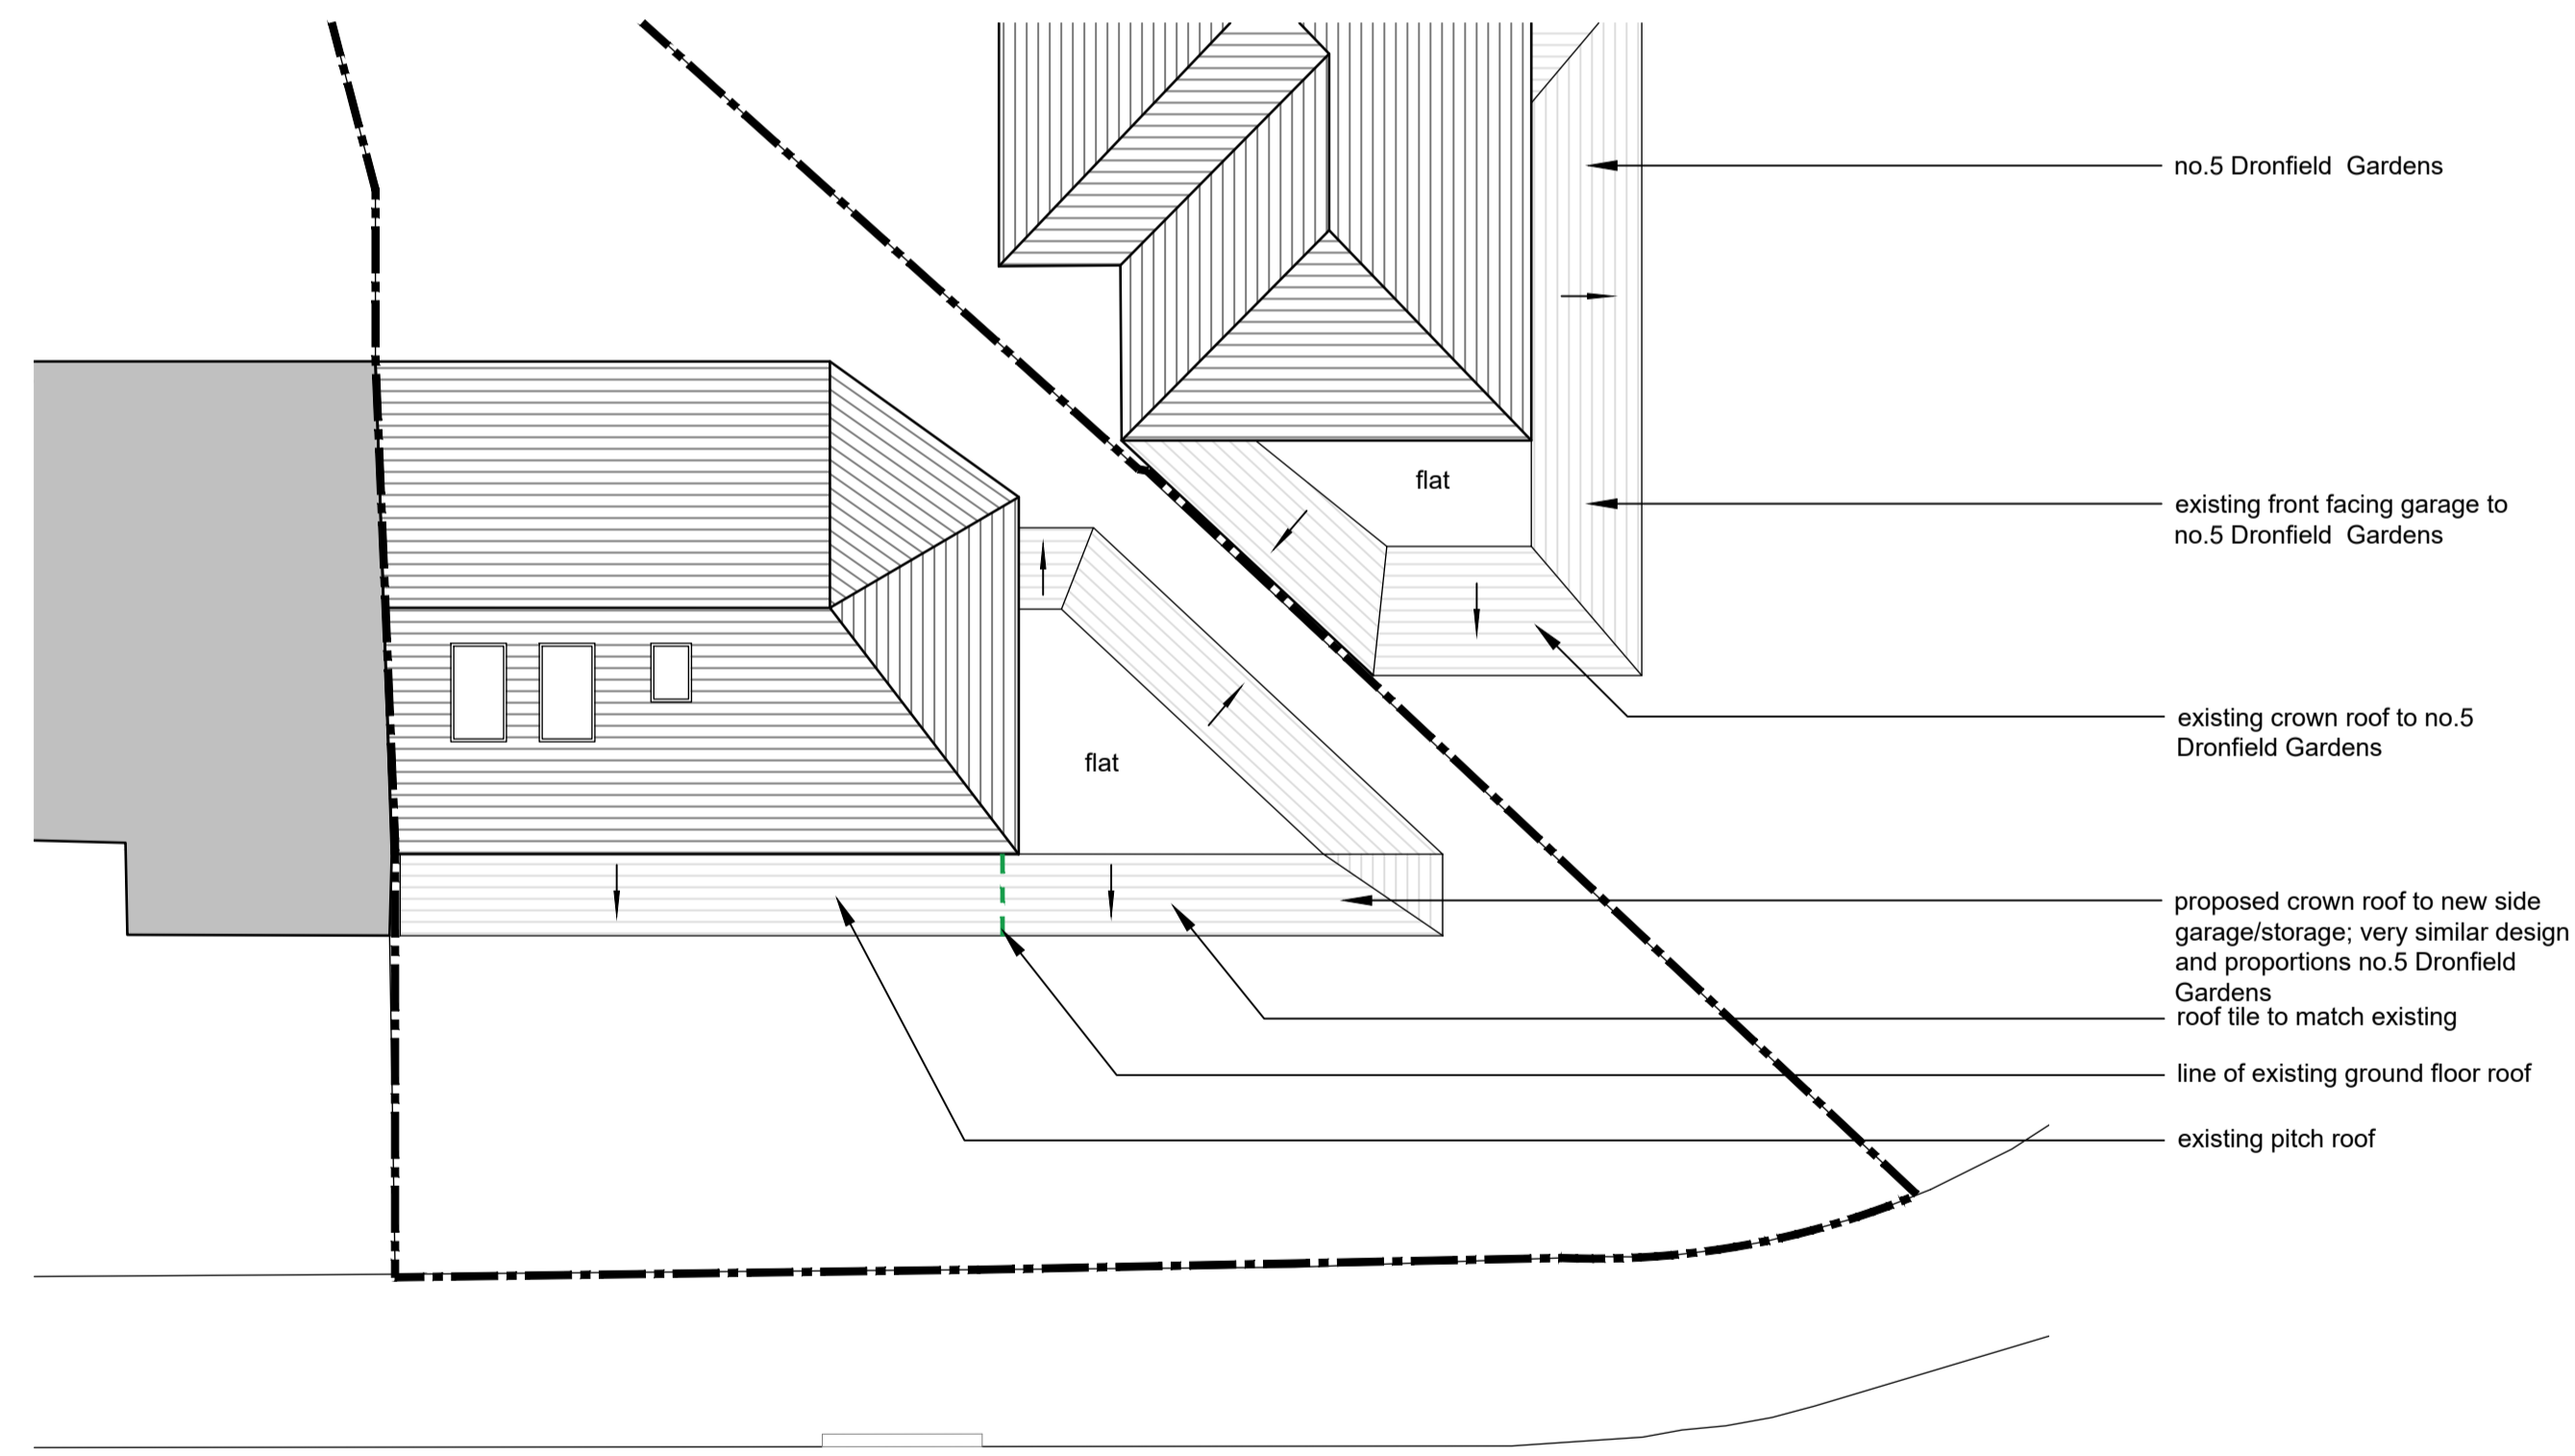 no.5 Dronfield  Gardens
flat
existing front facing garage to
no.5 Dronfield  Gardens
existing crown roof to no.5
Dronfield Gardens
flat
proposed crown roof to new side
garage/storage; very similar design
and proportions no.5 Dronfield
Gardens
roof tile to match existing
line of existing ground floor roof
existing pitch roof